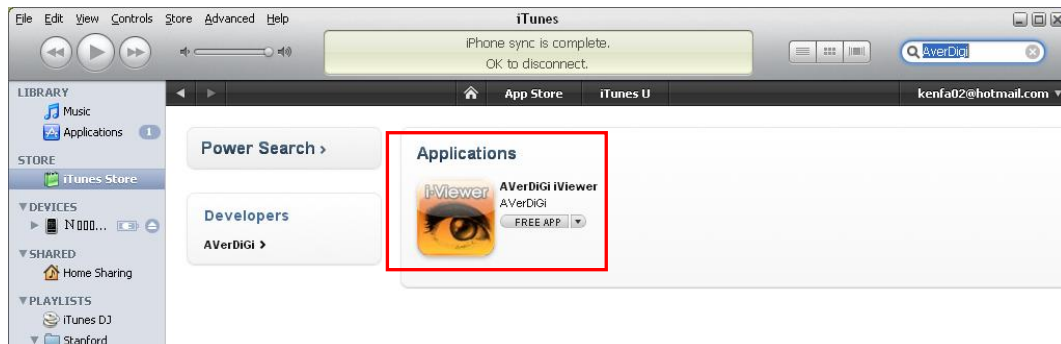 File Edit View Controls Store Advanced Help
iTunes
iPhone sync is complete.
OK to disconnect.
AverDigi
LIBRARY
Music
Applications 1
STORE
iTunes Store
DEVICES
N000...
SHARED
Home Sharing
PLAYLISTS
iTunes DJ
Stanford
App Store iTunes U kenfa02@hotmail.com
Power Search >
Developers
AVerDiGi >
Applications
i-Viewer
AVerDiGi iViewer
AVerDiGi
FREE APP